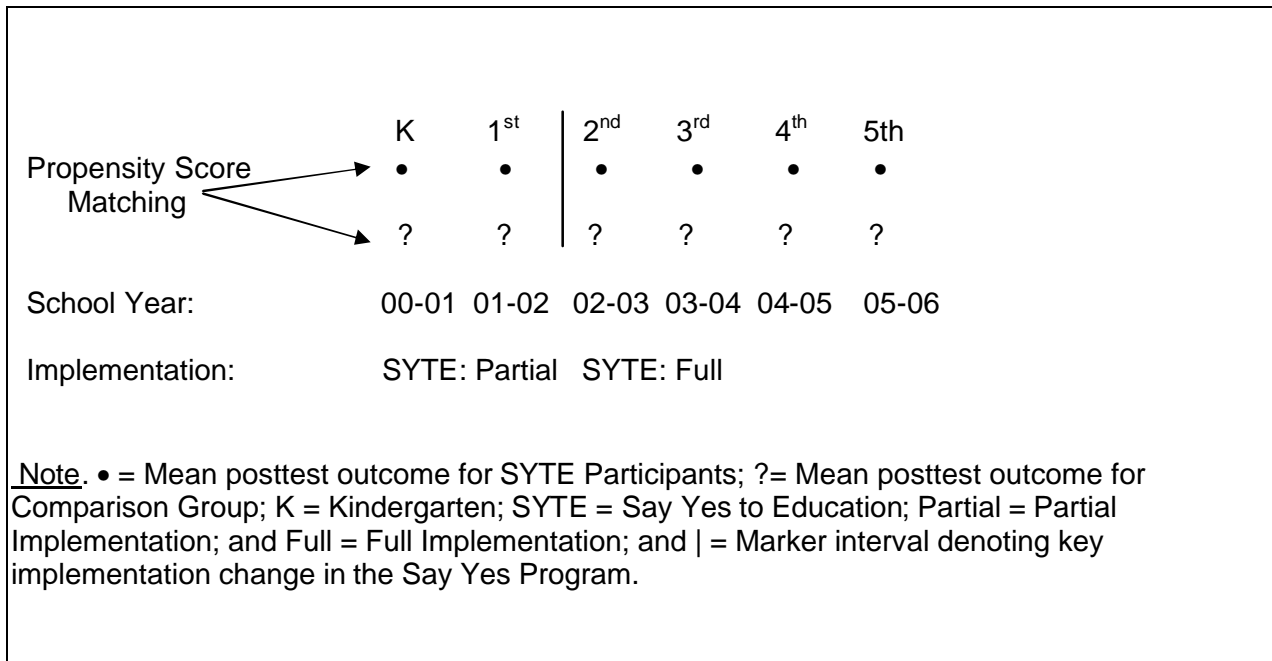 K 1st | 2nd 3rd 4th 5th
Propensity Score • • • • • •
Matching
? ? ? ? ? ?
School Year: 00-01 01-02 02-03 03-04 04-05 05-06
Implementation: SYTE: Partial SYTE: Full
Note. • = Mean posttest outcome for SYTE Participants; ?= Mean posttest outcome for
Comparison Group; K = Kindergarten; SYTE = Say Yes to Education; Partial = Partial
Implementation; and Full = Full Implementation; and | = Marker interval denoting key
implementation change in the Say Yes Program.